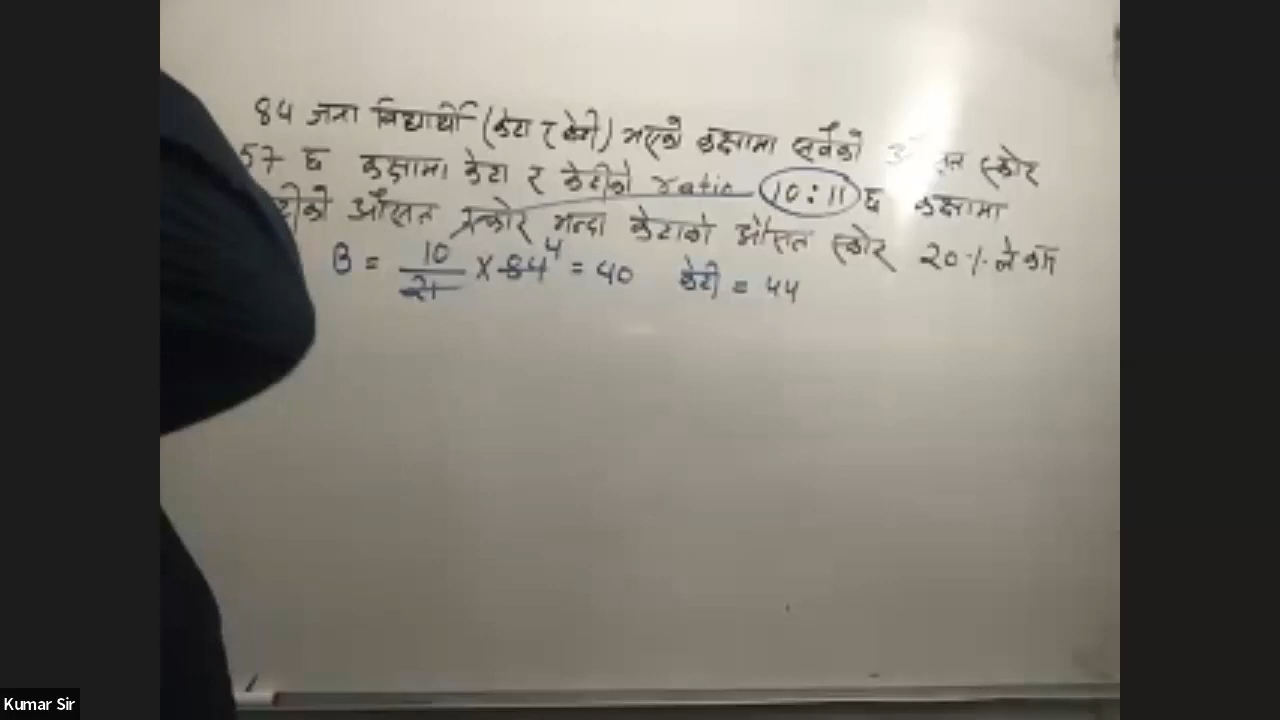 84 जना विद्यार्थी (केटा र केटी) भएको कक्षामा सबैको औसत स्कोर
57 छ कक्षामा केटा र केटीको ratio 10:11 छ कक्षामा
औसत स्कोर भन्दा केटाको औसत स्कोर 20% ले कम
B = 10/21 × 84 4 = 40 केटी = 44
Kumar Sir